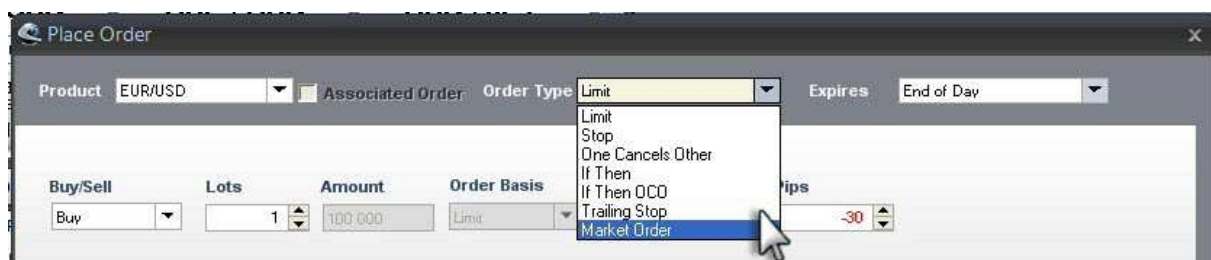 Place Order
x
Product EUR/USD Associated Order Order Type Limit Expires End of Day
Limit
Stop
One Cancels Other
If Then
If Then OCO
Trailing Stop
Market Order
Buy/Sell Lots Amount Order Basis Pips
Buy 1 100 000 Limit -30